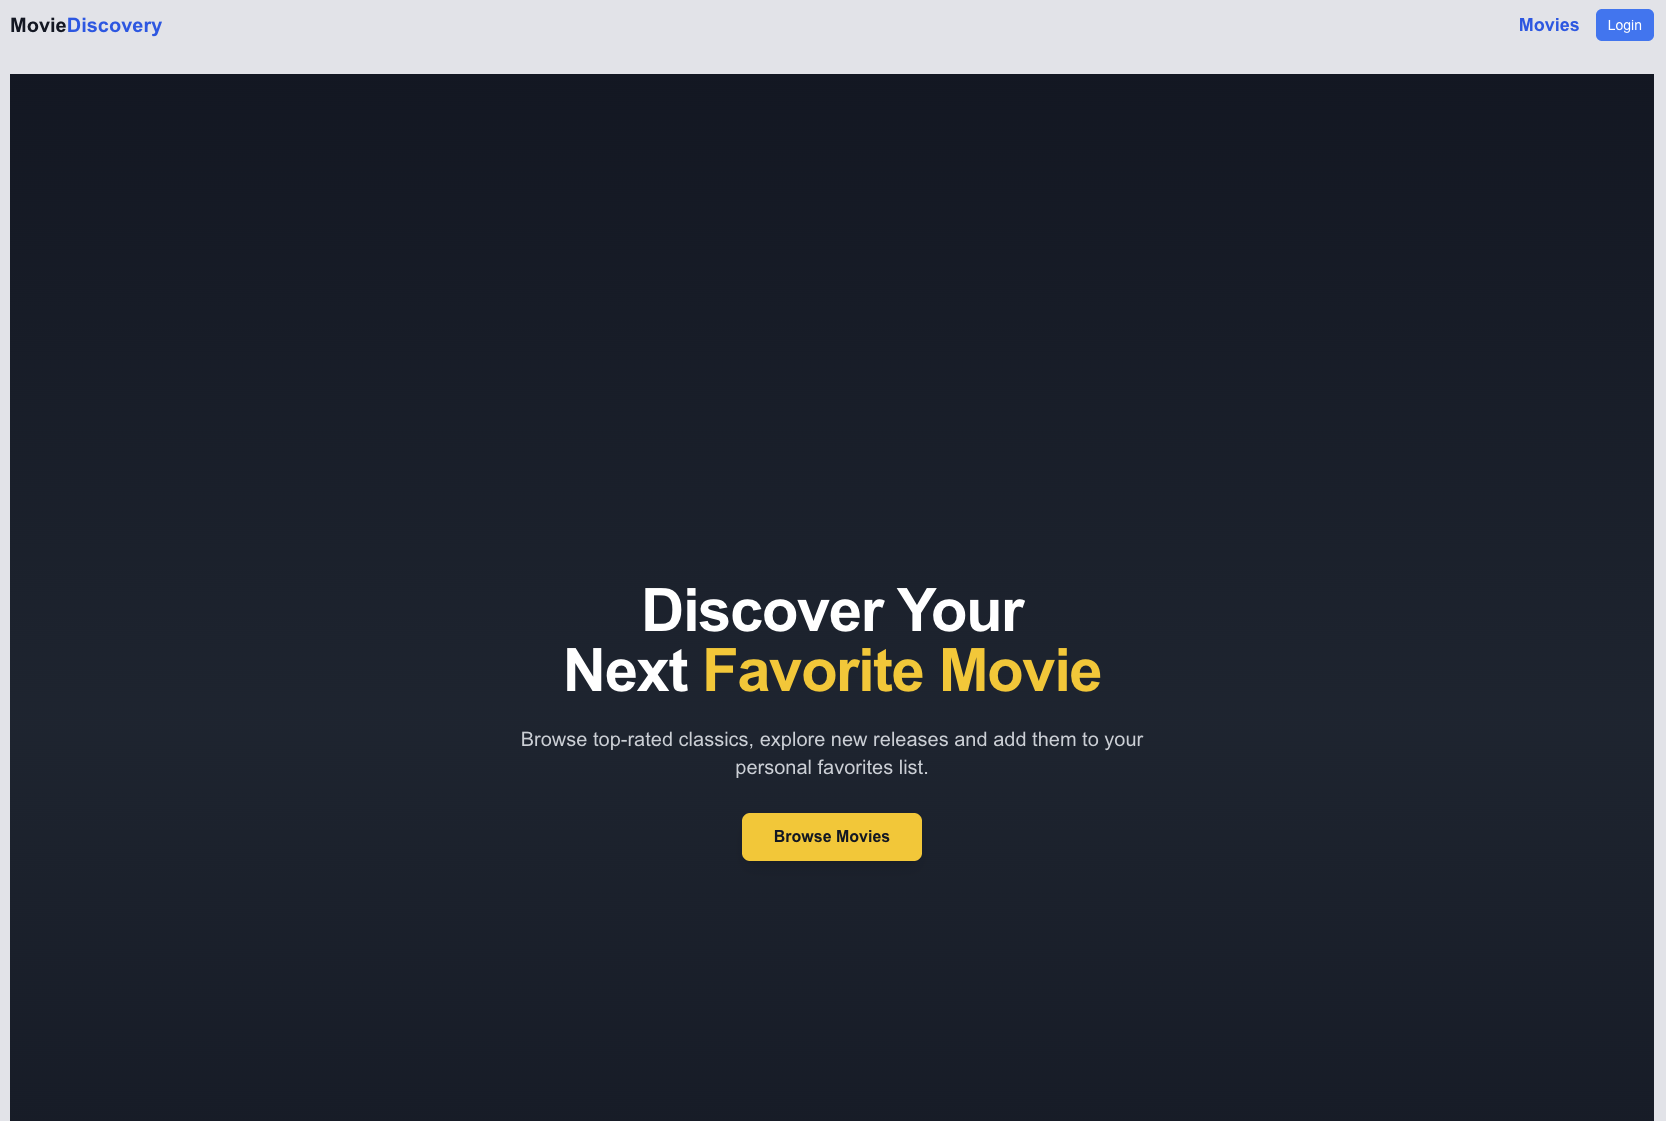 MovieDiscovery
Movies
Login
Discover Your
Next Favorite Movie
Browse top-rated classics, explore new releases and add them to your
personal favorites list.
Browse Movies